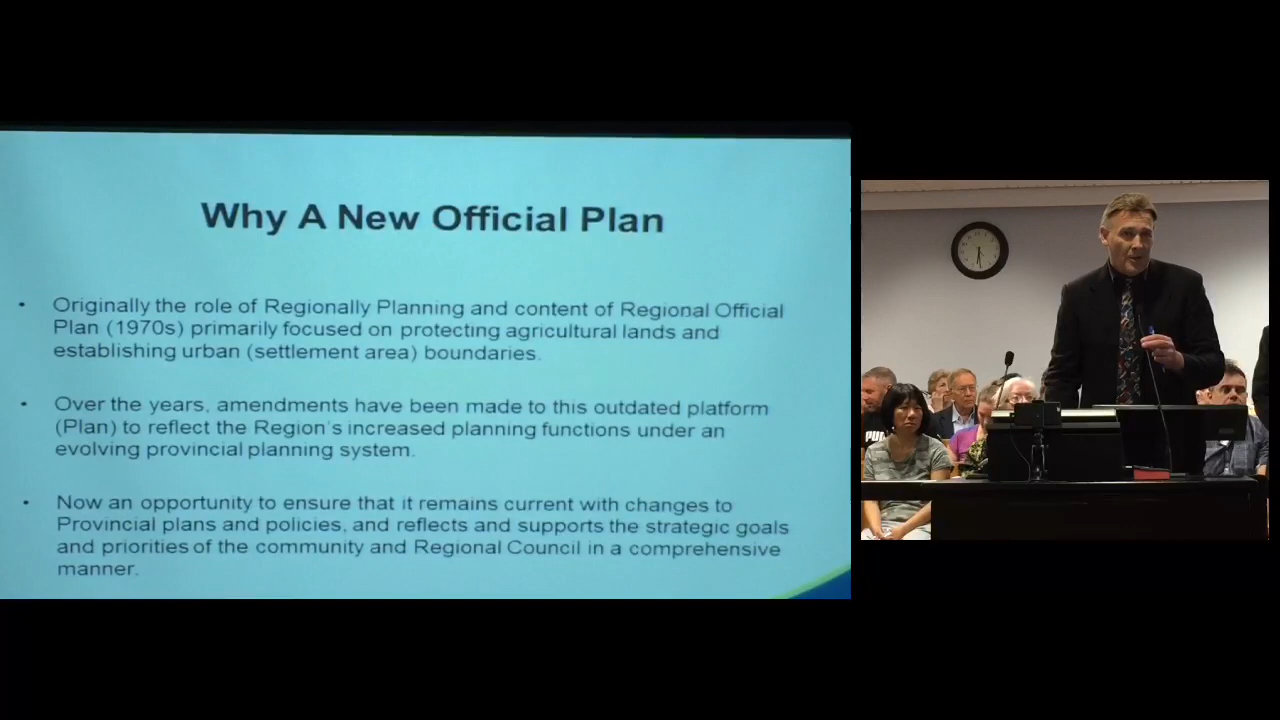 Why A New Official Plan
• Originally the role of Regionally Planning and content of Regional Official
Plan (1970s) primarily focused on protecting agricultural lands and
establishing urban (settlement area) boundaries.
• Over the years, amendments have been made to this outdated platform
(Plan) to reflect the Region's increased planning functions under an
evolving provincial planning system.
• Now an opportunity to ensure that it remains current with changes to
Provincial plans and policies, and reflects and supports the strategic goals
and priorities of the community and Regional Council in a comprehensive
manner.
PUMA